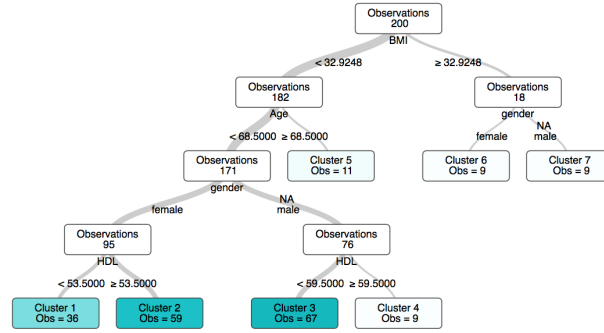 Observations
200
BMI
< 32.9248
≥ 32.9248
Observations
182
Age
Observations
18
gender
< 68.5000
≥ 68.5000
female
NA
male
Observations
171
gender
Cluster 5
Obs = 11
Cluster 6
Obs = 9
Cluster 7
Obs = 9
female
NA
male
Observations
95
HDL
Observations
76
HDL
< 53.5000
≥ 53.5000
< 59.5000
≥ 59.5000
Cluster 1
Obs = 36
Cluster 2
Obs = 59
Cluster 3
Obs = 67
Cluster 4
Obs = 9